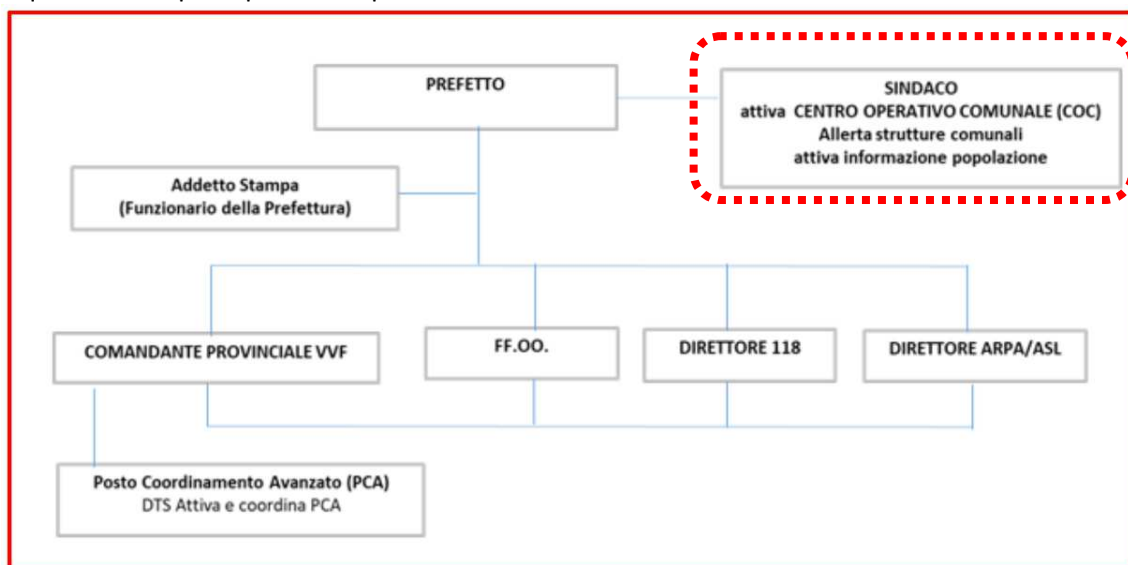 PREFETTO
SINDACO
attiva CENTRO OPERATIVO COMUNALE (COC)
Allerta strutture comunali
attiva informazione popolazione
Addetto Stampa
(Funzionario della Prefettura)
COMANDANTE PROVINCIALE VVF
FF.OO.
DIRETTORE 118
DIRETTORE ARPA/ASL
Posto Coordinamento Avanzato (PCA)
DTS Attiva e coordina PCA